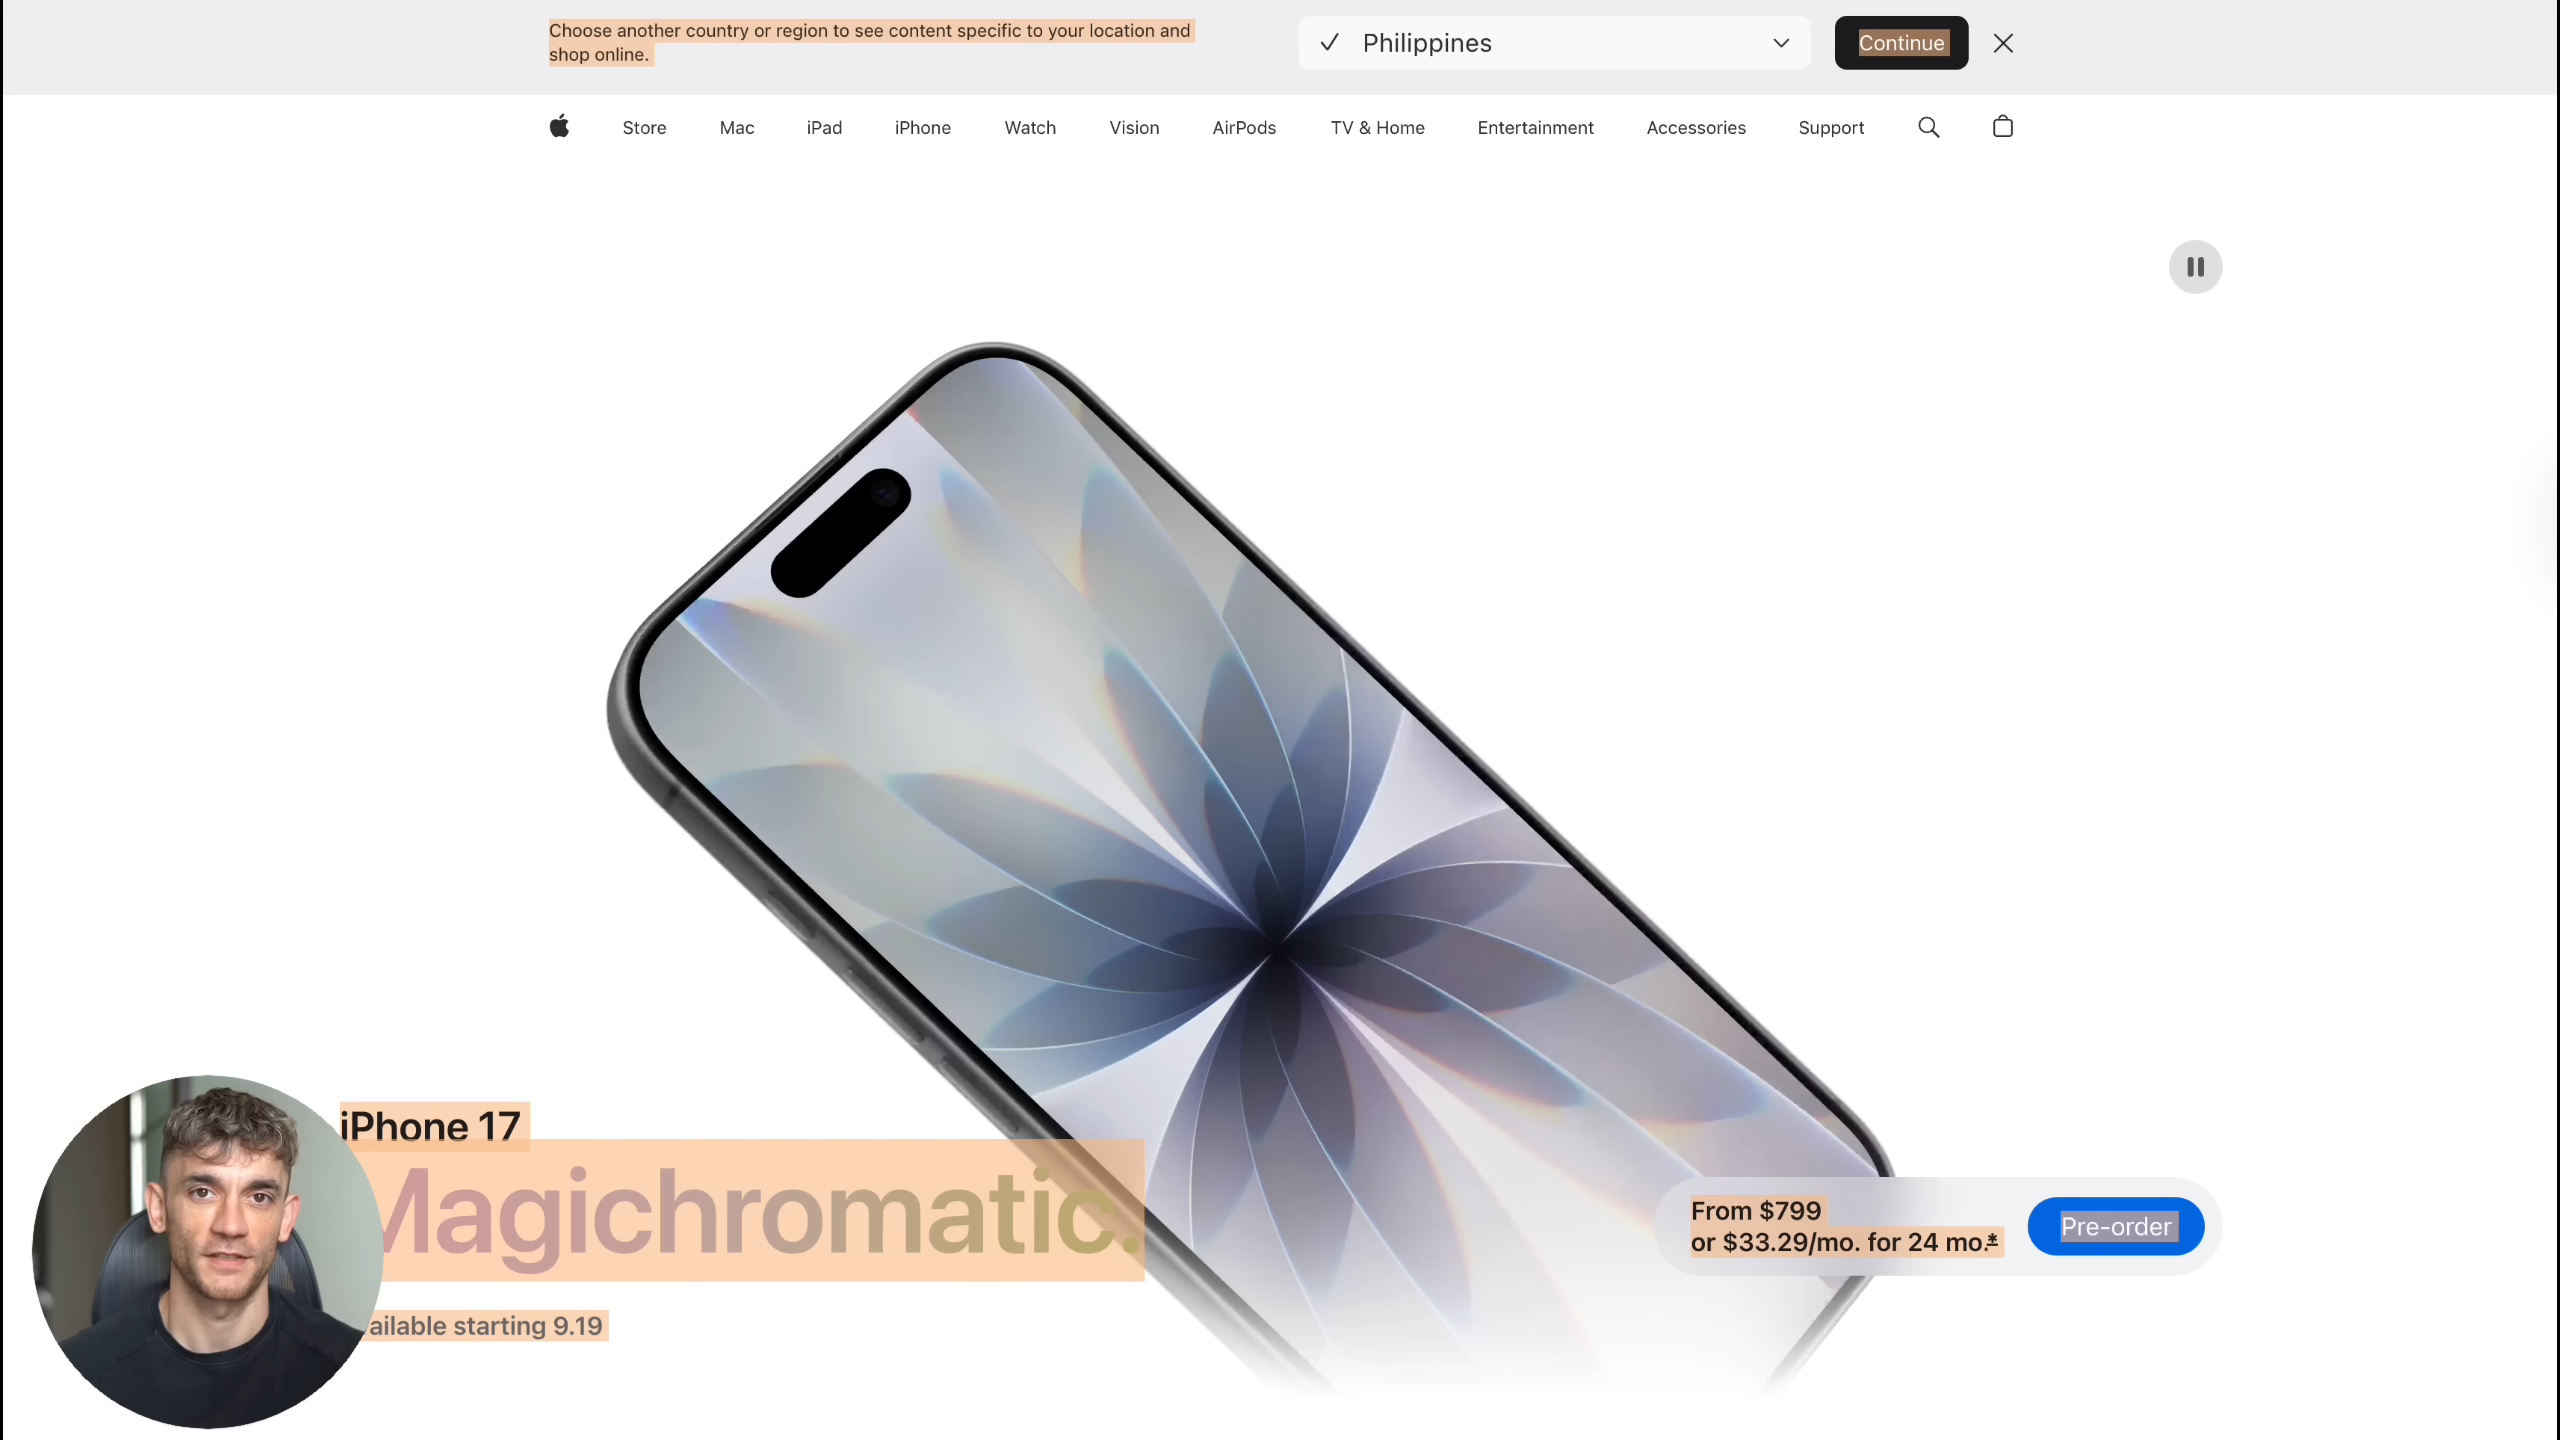 Choose another country or region to see content specific to your location and
shop online.
Philippines
Continue
Store Mac iPad iPhone Watch Vision AirPods TV & Home Entertainment Accessories Support
iPhone 17
Magichromatic.
ailable starting 9.19
From $799
or $33.29/mo. for 24 mo.*
Pre-order